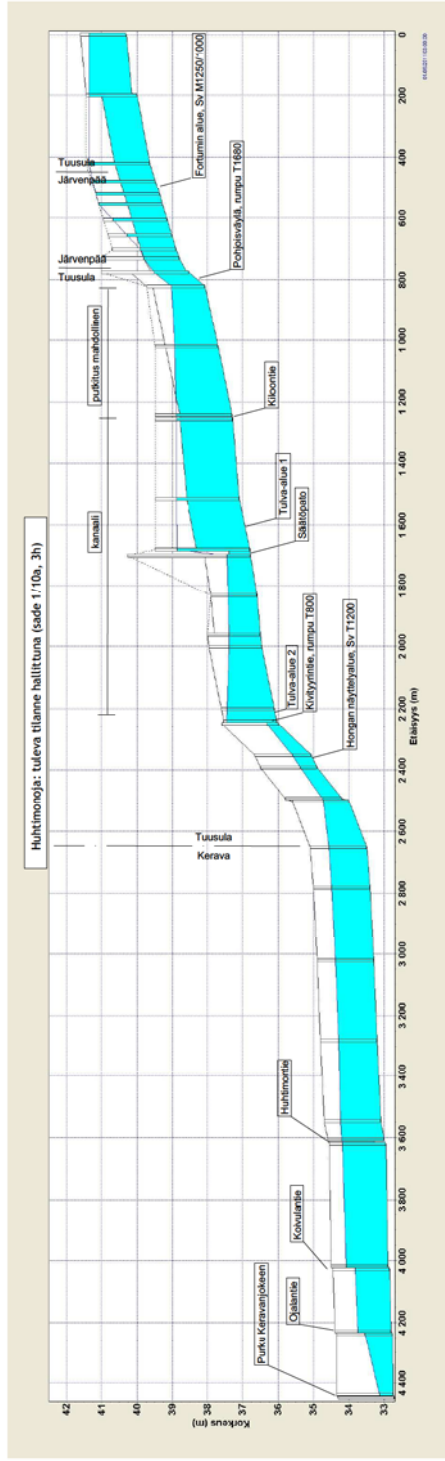 Huhtimonoja: tuleva tilanne hallittuna (sade 1/10a, 3h)
Korkeus (m)
42
41
40
39
38
37
36
35
34
33
Purku Keravanjokeen
Ojalantie
Koivulantie
Huhtimontie
Tuusula
Kerava
kanaali
putkitus mahdollinen
Tuusula
Järvenpää
Järvenpää
Tuusula
Hongan näyttelyalue, Sv T1200
Kivityyrintie, rumpu T800
Tulva-alue 2
Säätöpato
Tulva-alue 1
Kiloontie
Pohjoisväylä, rumpu T1680
Fortumin alue, Sv M1250/1000
4 400
4 200
4 000
3 800
3 600
3 400
3 200
3 000
2 800
2 600
2 400
2 200
2 000
1 800
1 600
1 400
1 200
1 000
800
600
400
200
0
Etäisyys (m)